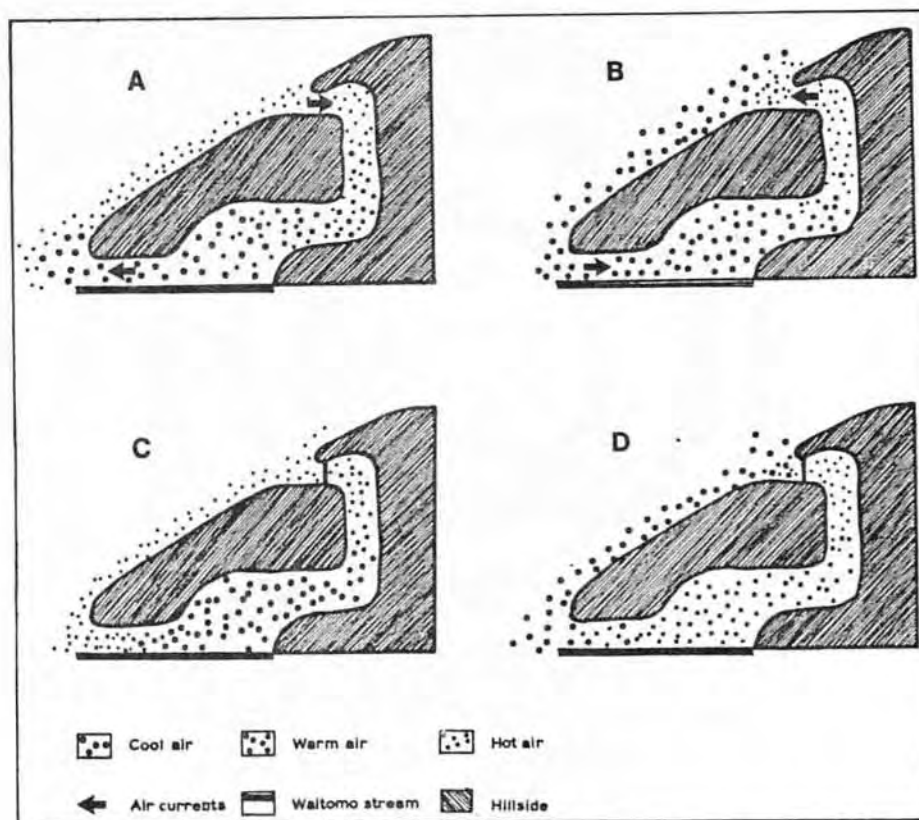 A
B
C
D
Cool air
Warm air
Hot air
Air currents
Waitomo stream
Hillside